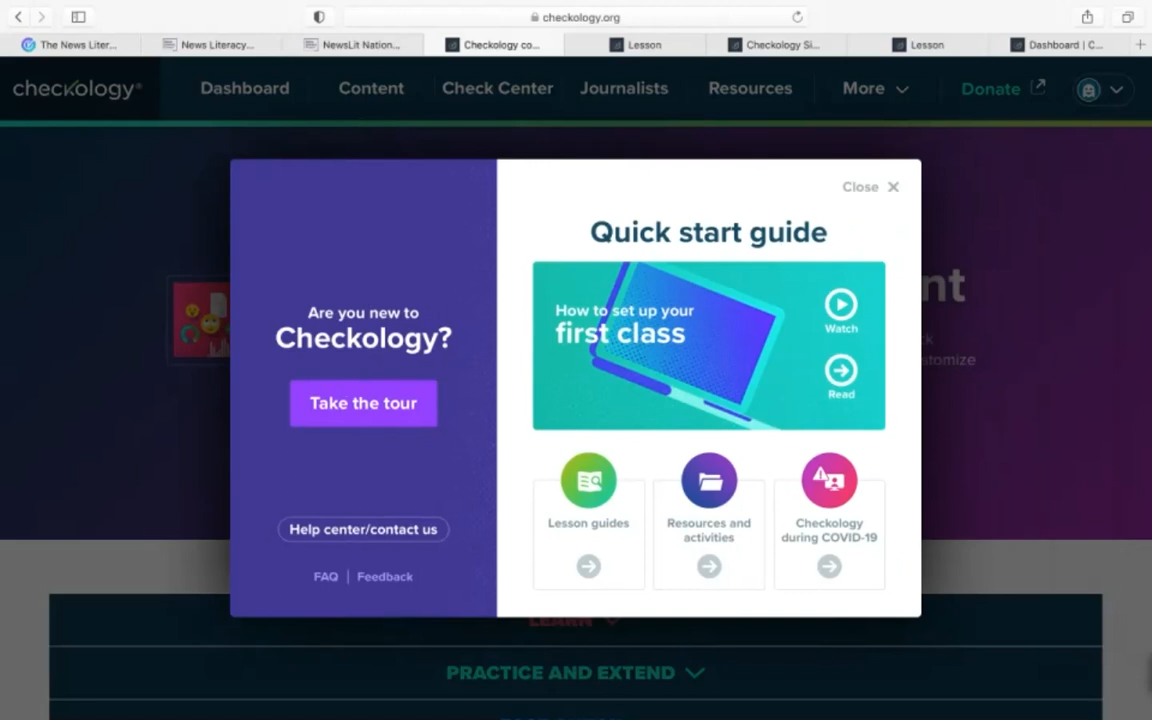 checkology.org
The News Liter...
News Literacy...
NewsLit Nation...
Checkology co...
Lesson
Checkology Si...
Lesson
Dashboard | C...
checkology®
Dashboard
Content
Check Center
Journalists
Resources
More
Donate
Close
Quick start guide
Are you new to
Checkology?
Take the tour
Help center/contact us
FAQ | Feedback
How to set up your
first class
Watch
Read
Lesson guides
Resources and
activities
Checkology
during COVID-19
nt
k
stomize
LEARN
PRACTICE AND EXTEND